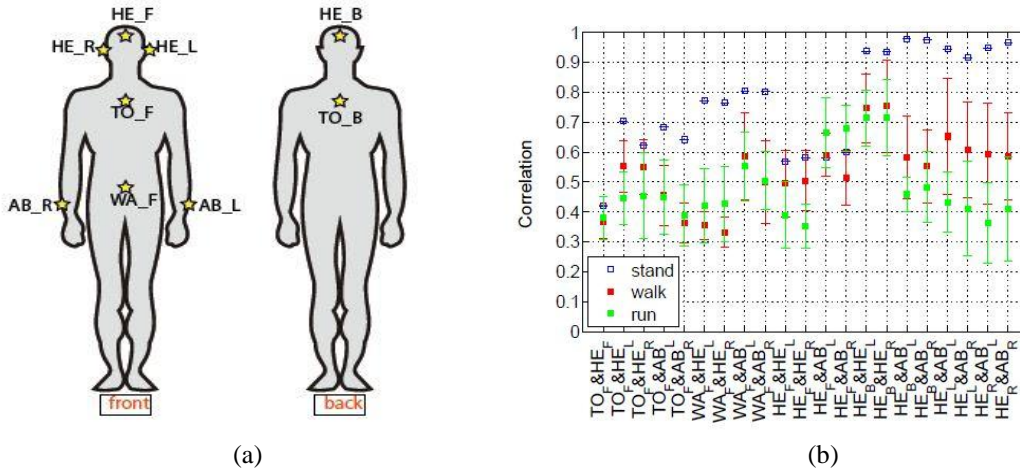 HE_F
HE_R
HE_L
TO_F
WA_F
AB_R
AB_L
front
HE_B
TO_B
back
(a)
Correlation
1
0.9
0.8
0.7
0.6
0.5
0.4
0.3
0.2
0.1
0
stand
walk
run
TO_F&HE_F
TO_F&HE_L
TO_F&HE_R
TO_F&AB_L
TO_F&AB_R
WA_F&HE_L
WA_F&HE_R
WA_F&AB_L
WA_F&AB_R
HE_F&HE_L
HE_F&HE_R
HE_F&AB_L
HE_F&AB_R
HE_B&HE_L
HE_B&HE_R
HE_B&AB_L
HE_B&AB_R
HE_L&AB_L
HE_L&AB_R
HE_R&AB_L
HE_R&AB_R
(b)